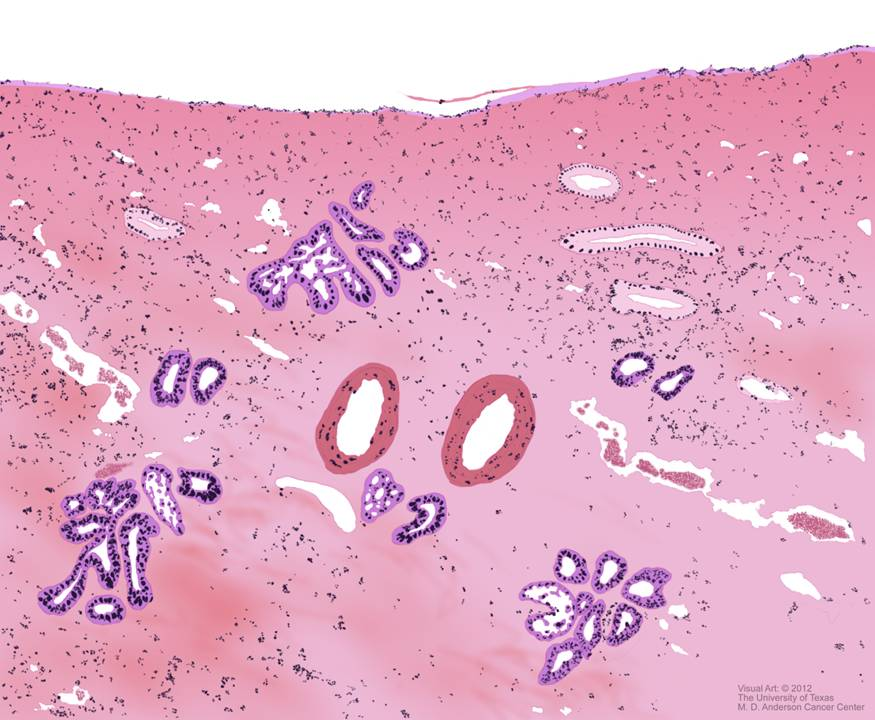 Visual Art: © 2012
The University of Texas
M. D. Anderson Cancer Center